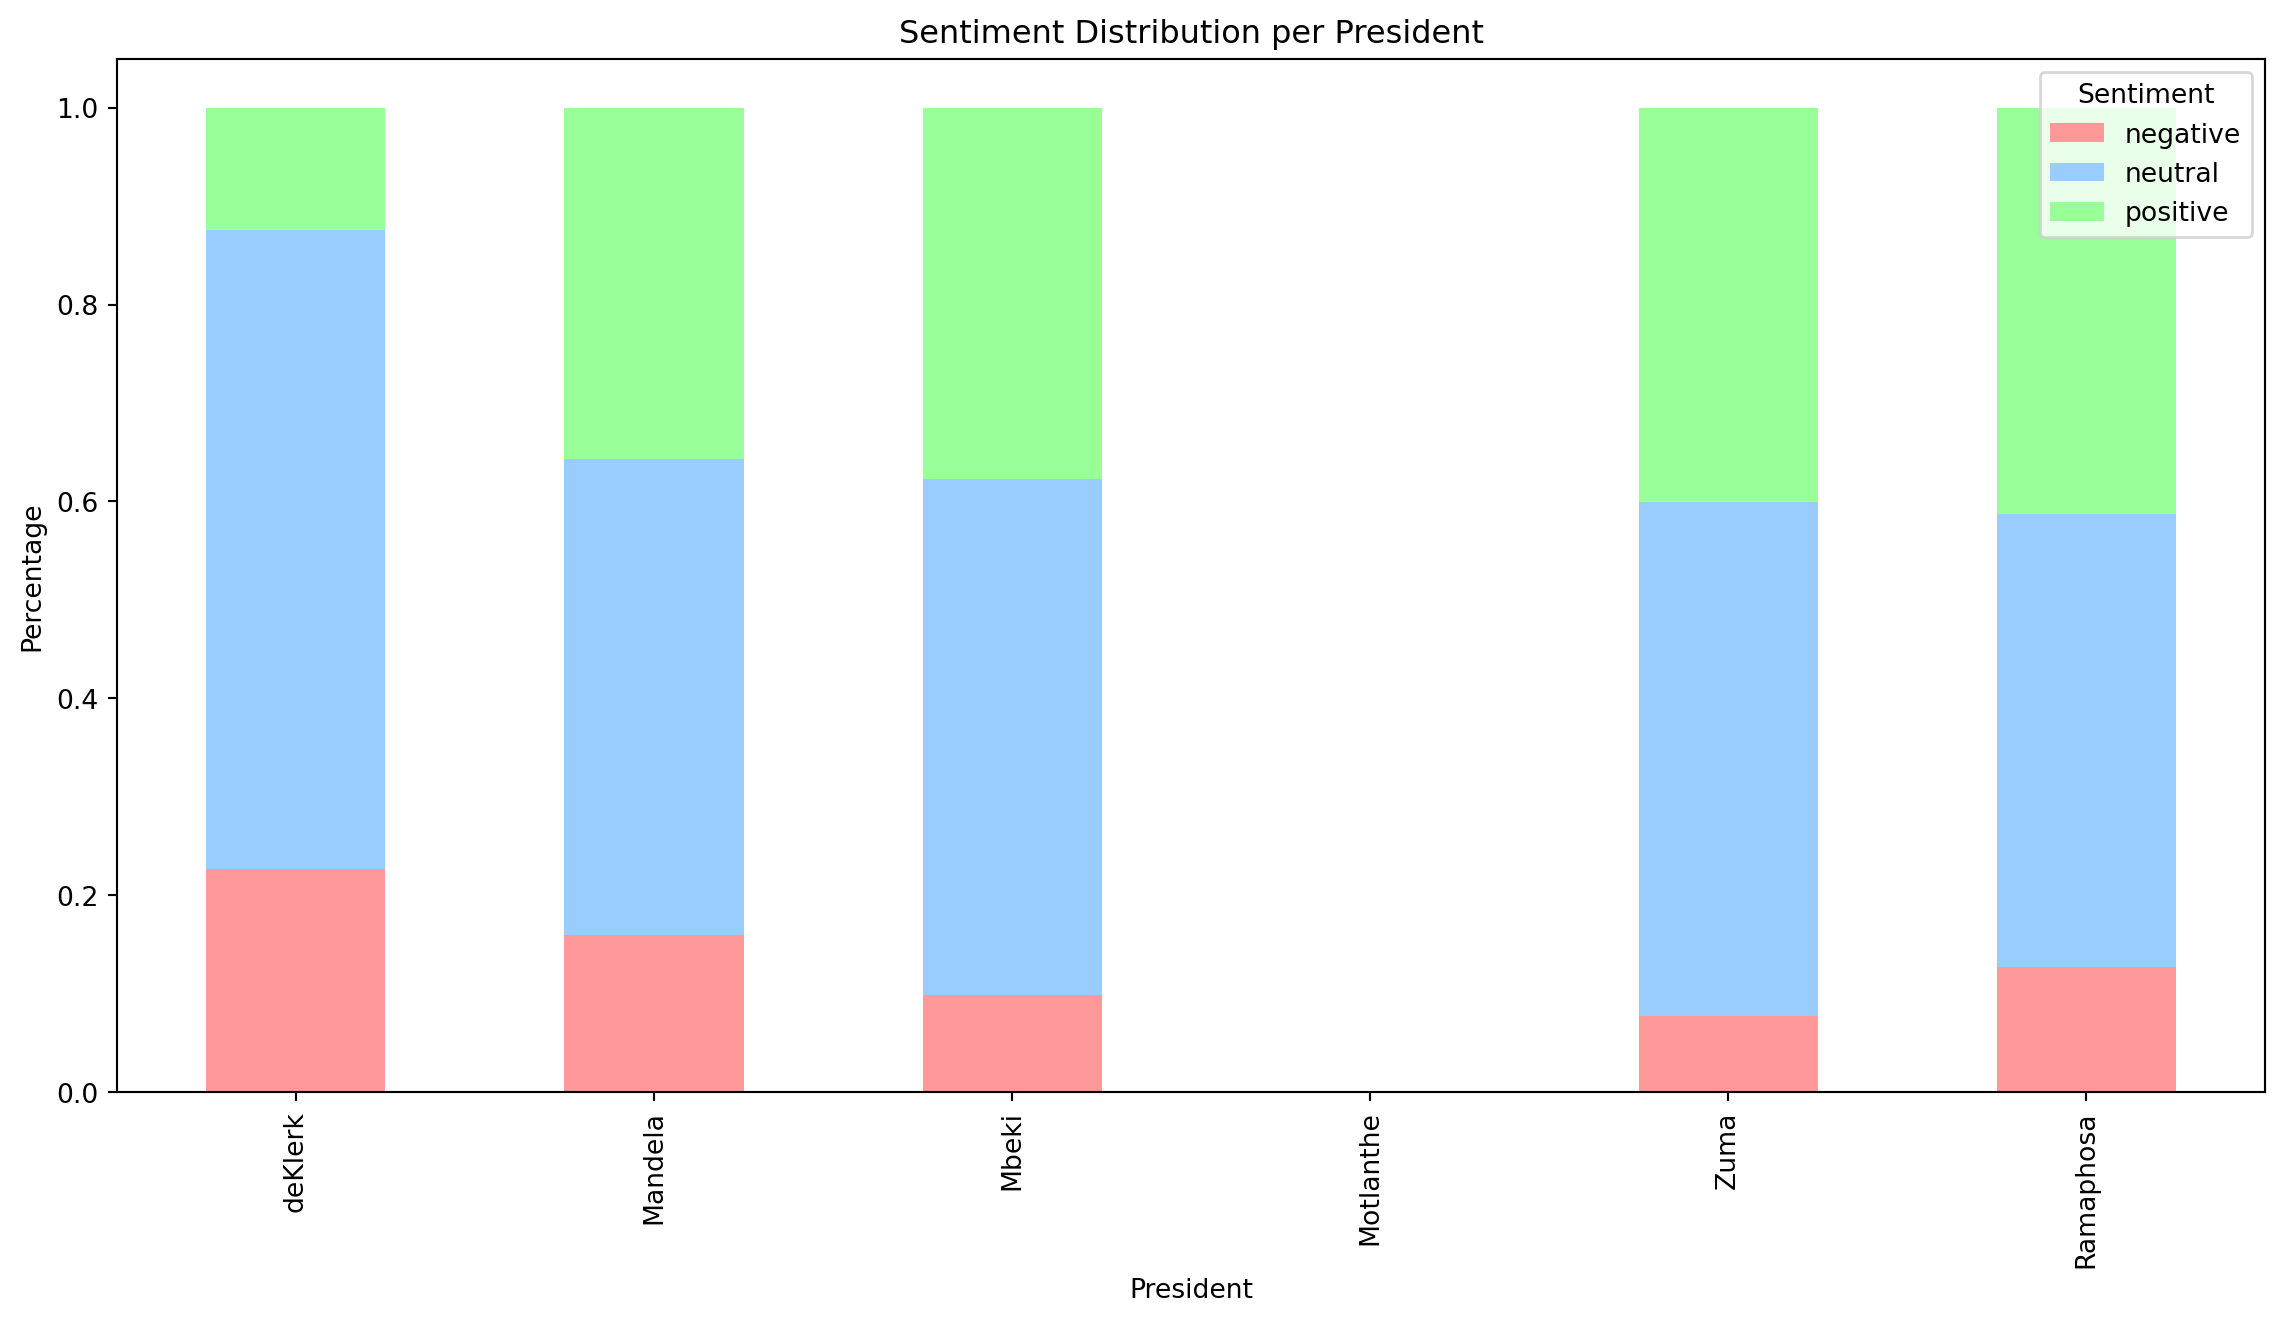 Sentiment Distribution per President
Sentiment
negative
neutral
positive
Percentage
1.0
0.8
0.6
0.4
0.2
0.0
deKlerk
Mandela
Mbeki
Motlanthe
Zuma
Ramaphosa
President